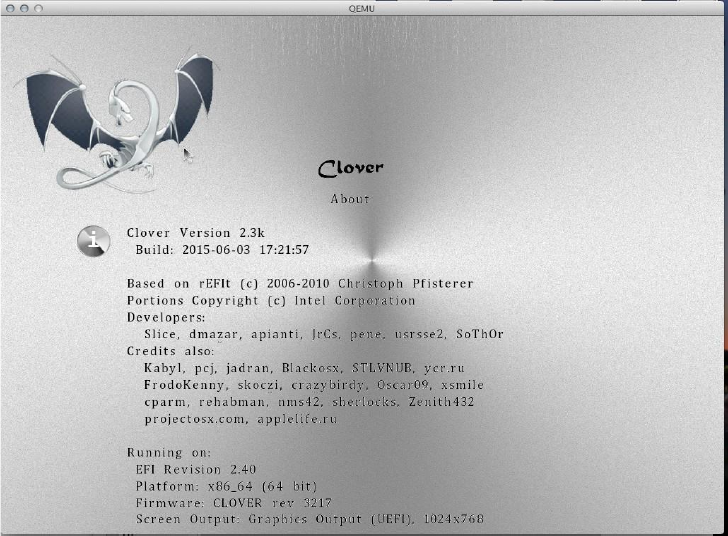 QEMU
Clover
About
Clover Version 2.3k
Build: 2015-06-03 17:21:57
Based on rEFIt (c) 2006-2010 Christoph Pfisterer
Portions Copyright (c) Intel Corporation
Developers:
Slice, dmazar, apianti, JrCs, pene, usrsse2, SoThOr
Credits also:
Kabyl, pcj, jadran, Blackosx, STLVNUB, ycr.ru
FrodoKenny, skoczi, crazybirdy, Oscar09, xsmile
cparm, rehabman, nms42, sherlocks, Zenith432
projectosx.com, applelife.ru
Running on:
EFI Revision 2.40
Platform: x86_64 (64 bit)
Firmware: CLOVER rev 3217
Screen Output: Graphics Output (UEFI), 1024x768